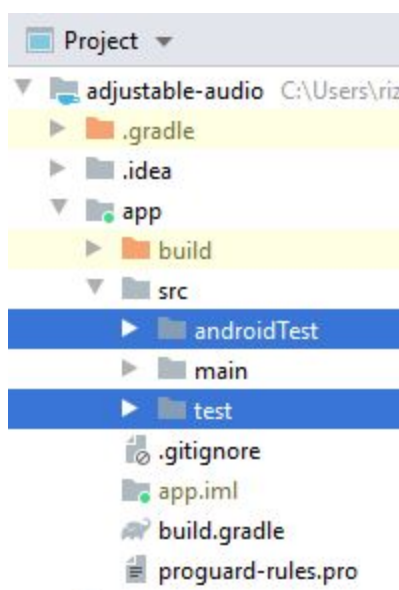 Project
adjustable-audio C:\Users\riz
.gradle
.idea
app
build
src
androidTest
main
test
.gitignore
app.iml
build.gradle
proguard-rules.pro